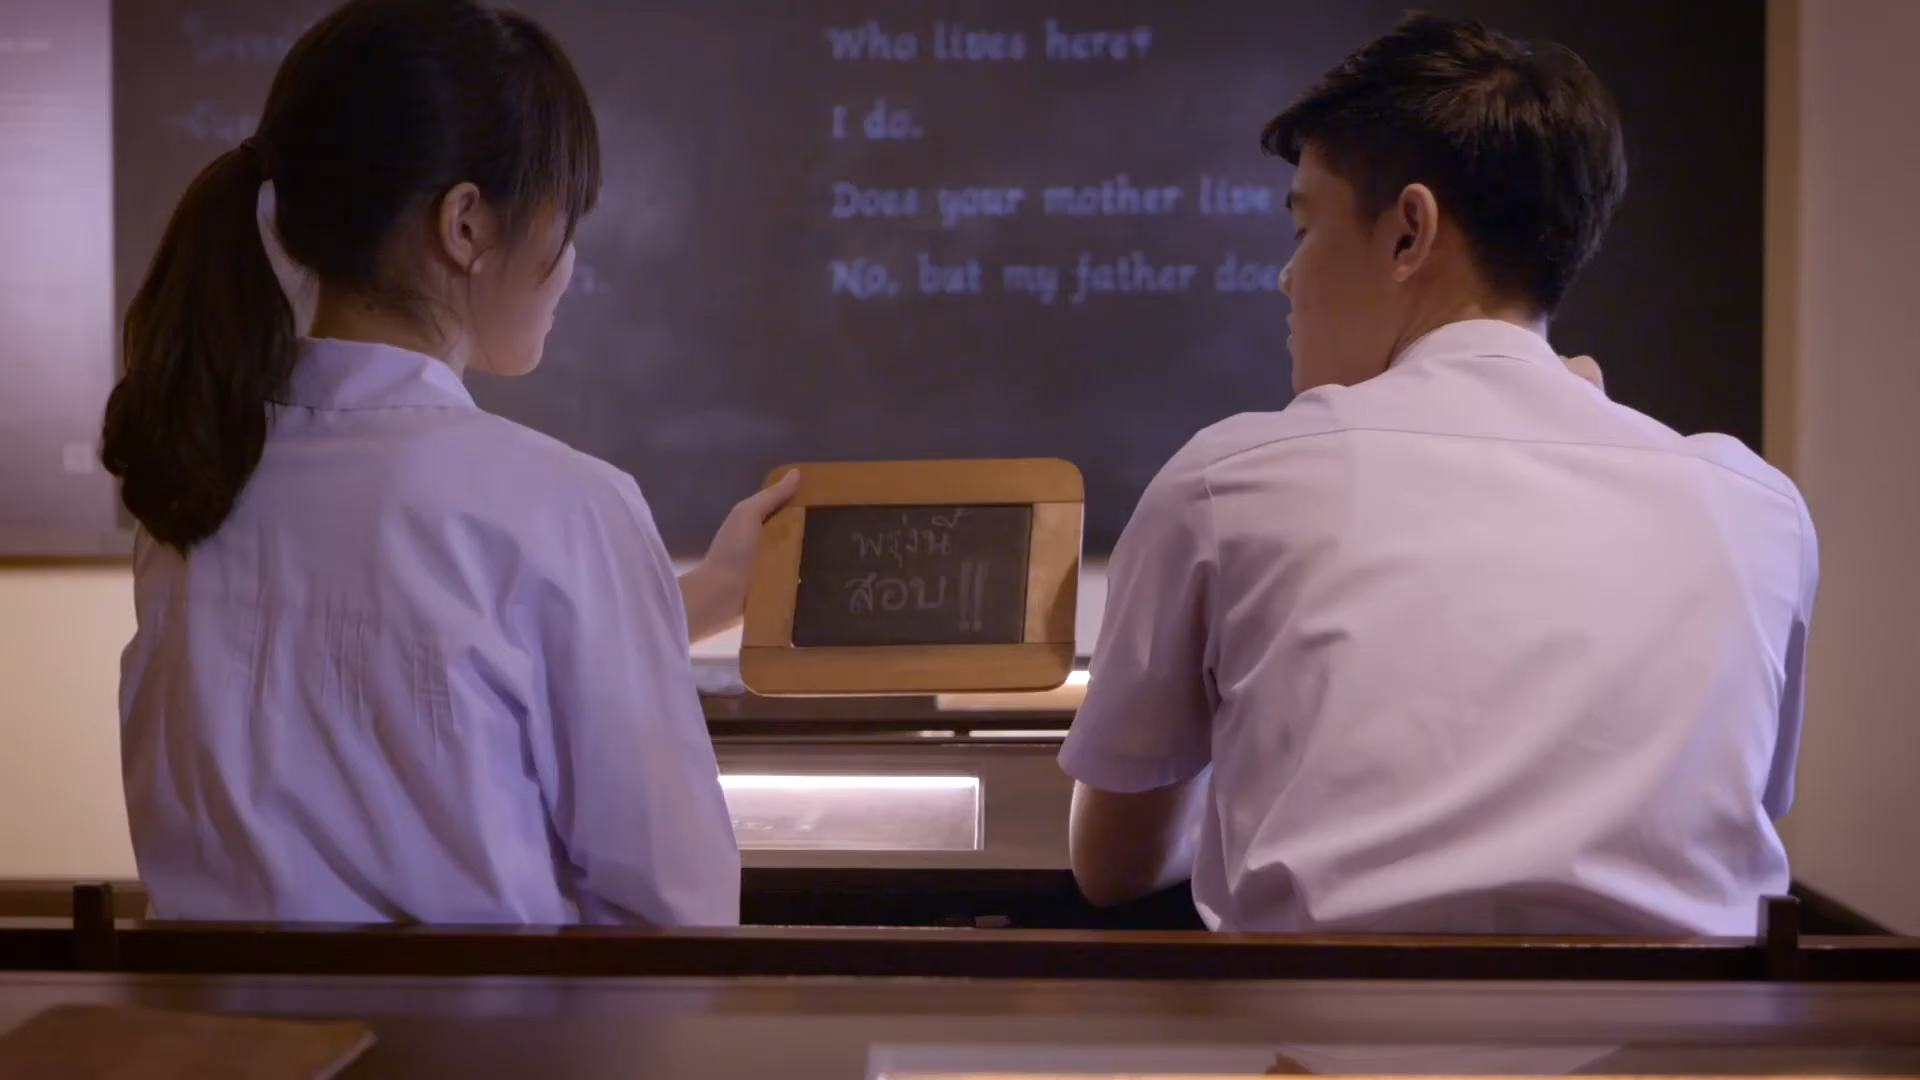 Who lives here?
I do.
Does your mother live
No, but my father doe
พรุ่งนี้
สอบ!!